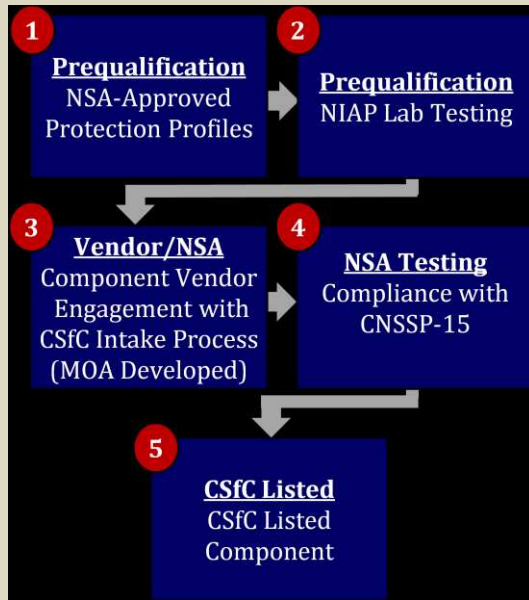 1
Prequalification
NSA-Approved
Protection Profiles
2
Prequalification
NIAP Lab Testing
3
Vendor/NSA
Component Vendor
Engagement with
CSfC Intake Process
(MOA Developed)
4
NSA Testing
Compliance with
CNSSP-15
5
CSfC Listed
CSfC Listed
Component